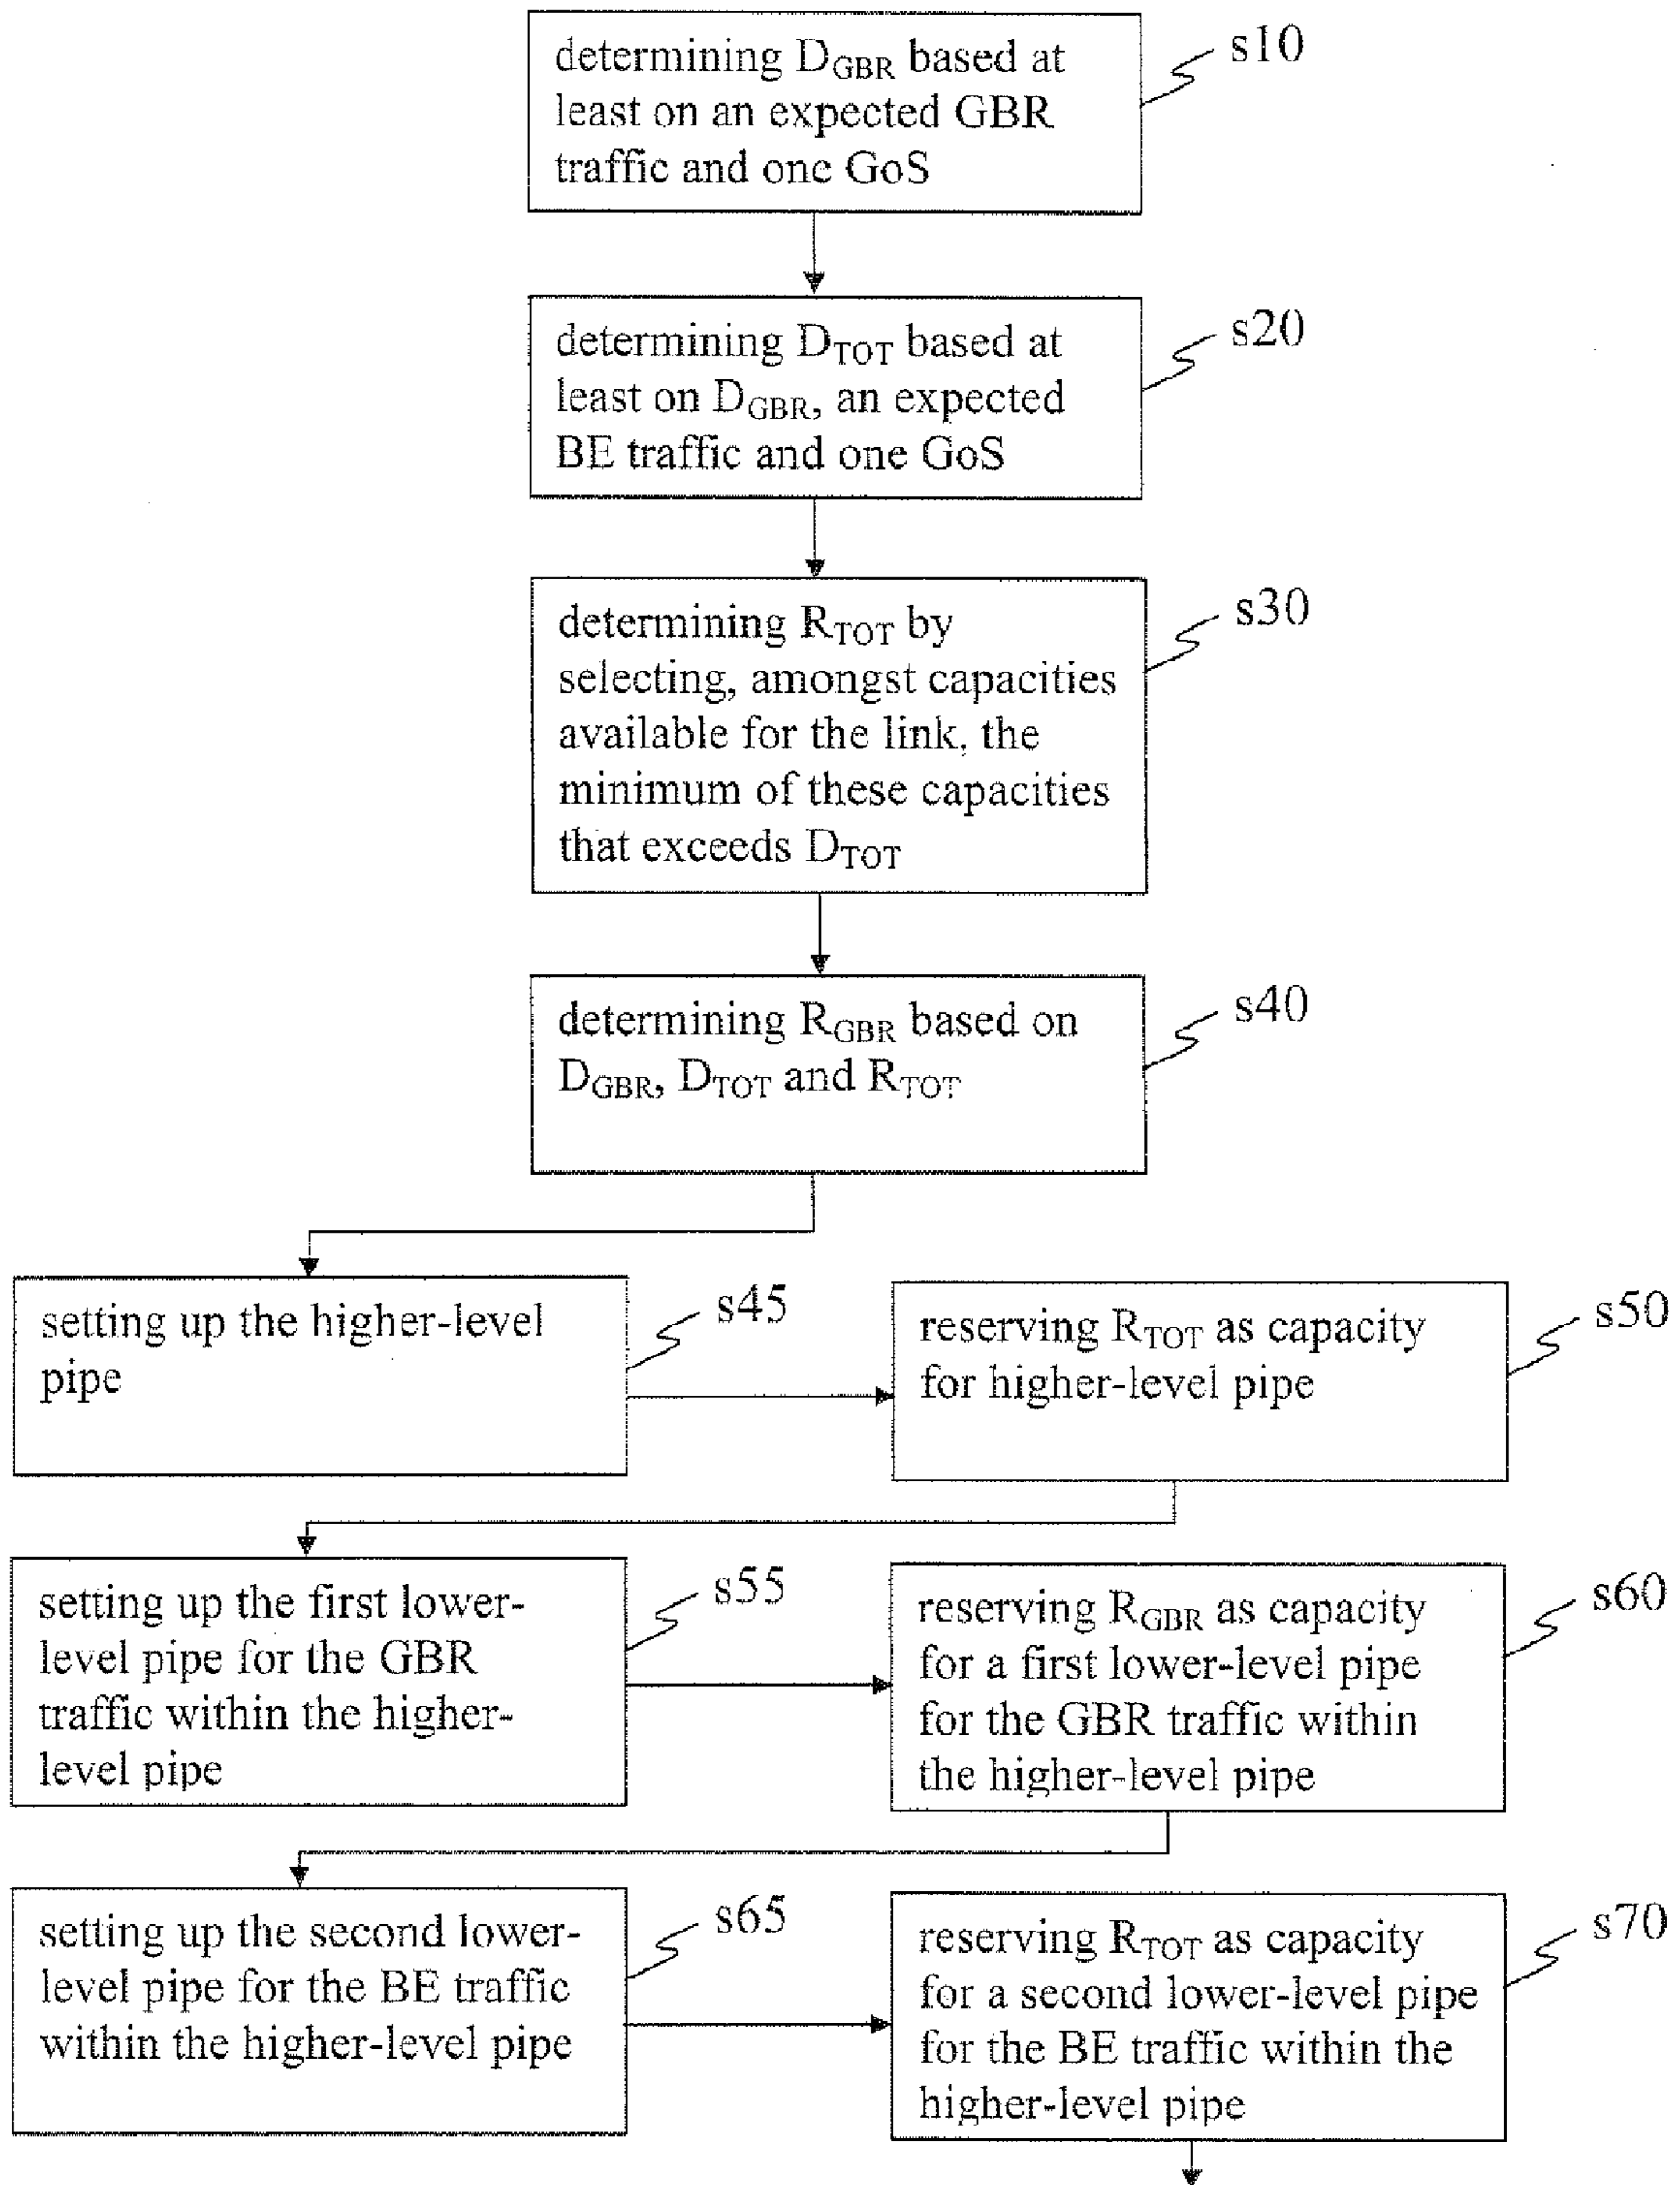 determining D_GBR based at
least on an expected GBR
traffic and one GoS
s10
determining D_TOT based at
least on D_GBR, an expected
BE traffic and one GoS
s20
determining R_TOT by
selecting, amongst capacities
available for the link, the
minimum of these capacities
that exceeds D_TOT
s30
determining R_GBR based on
D_GBR, D_TOT and R_TOT
s40
setting up the higher-level
pipe
s45
reserving R_TOT as capacity
for higher-level pipe
s50
setting up the first lower-
level pipe for the GBR
traffic within the higher-
level pipe
s55
reserving R_GBR as capacity
for a first lower-level pipe
for the GBR traffic within
the higher-level pipe
s60
setting up the second lower-
level pipe for the BE traffic
within the higher-level pipe
s65
reserving R_TOT as capacity
for a second lower-level pipe
for the BE traffic within the
higher-level pipe
s70